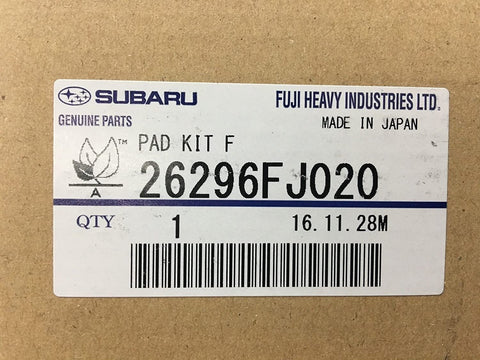 SUBARU FUJI HEAVY INDUSTRIES LTD.
GENUINE PARTS MADE IN JAPAN
PAD KIT F
TM
A
26296FJ020
QTY 1 16.11.28M